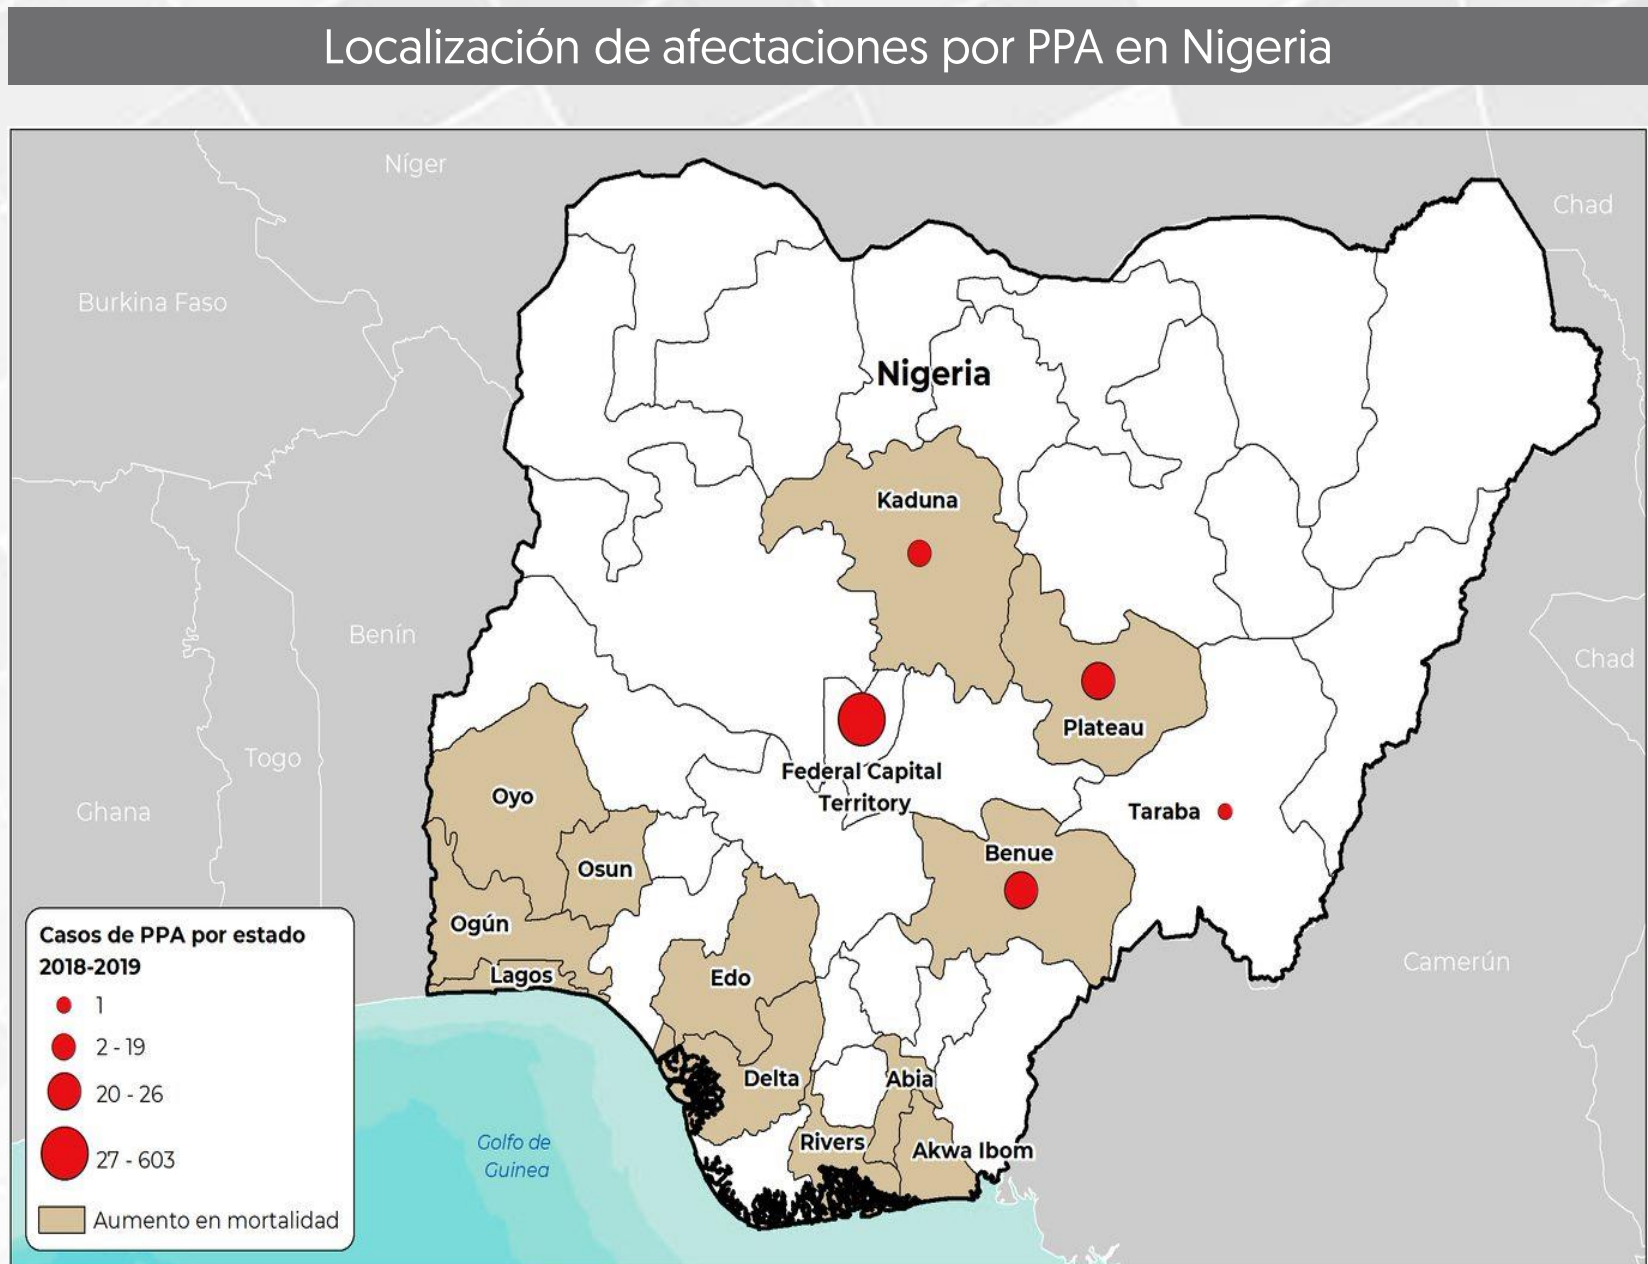 Localización de afectaciones por PPA en Nigeria
Níger
Chad
Burkina Faso
Nigeria
Kaduna
Benín
Chad
Plateau
Togo
Federal Capital
Territory
Oyo
Ghana
Taraba
Benue
Osun
Ogún
Camerún
Lagos
Edo
Delta
Abia
Rivers
Akwa Ibom
Golfo de
Guinea
Casos de PPA por estado
2018-2019
1
2 - 19
20 - 26
27 - 603
Aumento en mortalidad